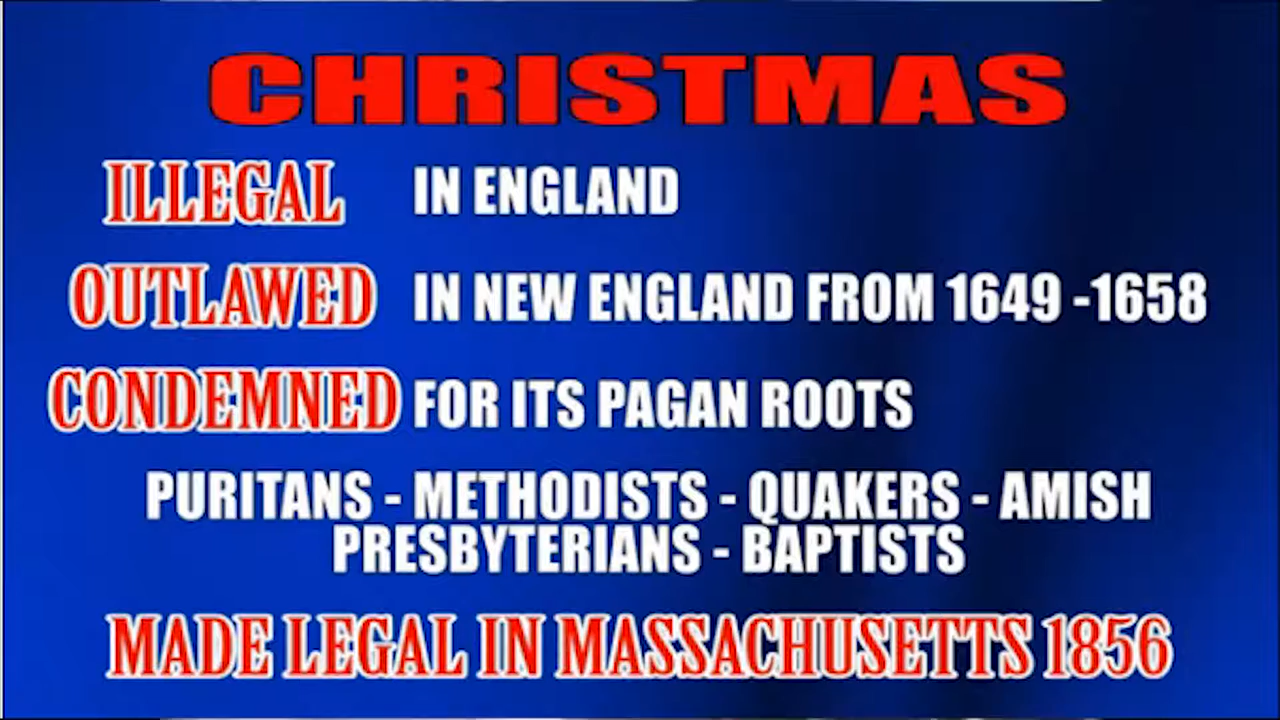 CHRISTMAS
ILLEGAL IN ENGLAND
OUTLAWED IN NEW ENGLAND FROM 1649 -1658
CONDEMNED FOR ITS PAGAN ROOTS
PURITANS - METHODISTS - QUAKERS - AMISH
PRESBYTERIANS - BAPTISTS
MADE LEGAL IN MASSACHUSETTS 1856